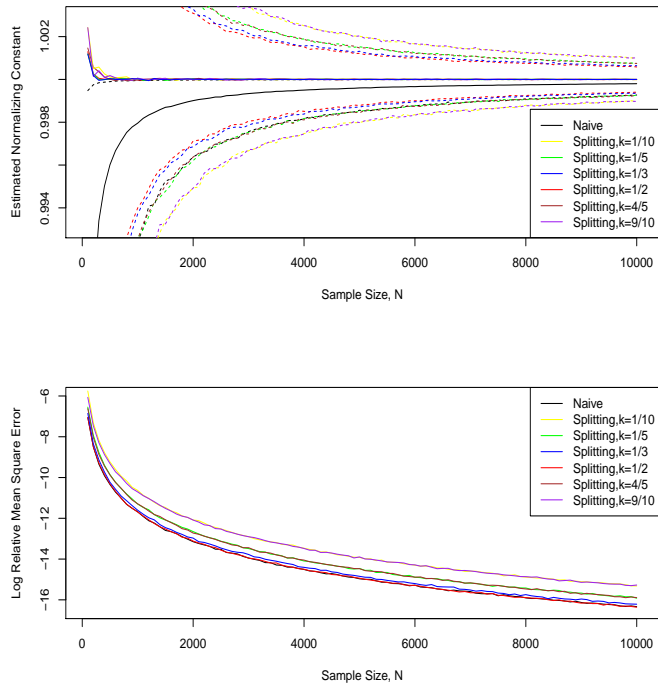 Estimated Normalizing Constant
1.002
0.998
0.994
Naive
Splitting,k=1/10
Splitting,k=1/5
Splitting,k=1/3
Splitting,k=1/2
Splitting,k=4/5
Splitting,k=9/10
0 2000 4000 6000 8000 10000
Sample Size, N
Log Relative Mean Square Error
-6
-8
-10
-12
-14
-16
Naive
Splitting,k=1/10
Splitting,k=1/5
Splitting,k=1/3
Splitting,k=1/2
Splitting,k=4/5
Splitting,k=9/10
0 2000 4000 6000 8000 10000
Sample Size, N